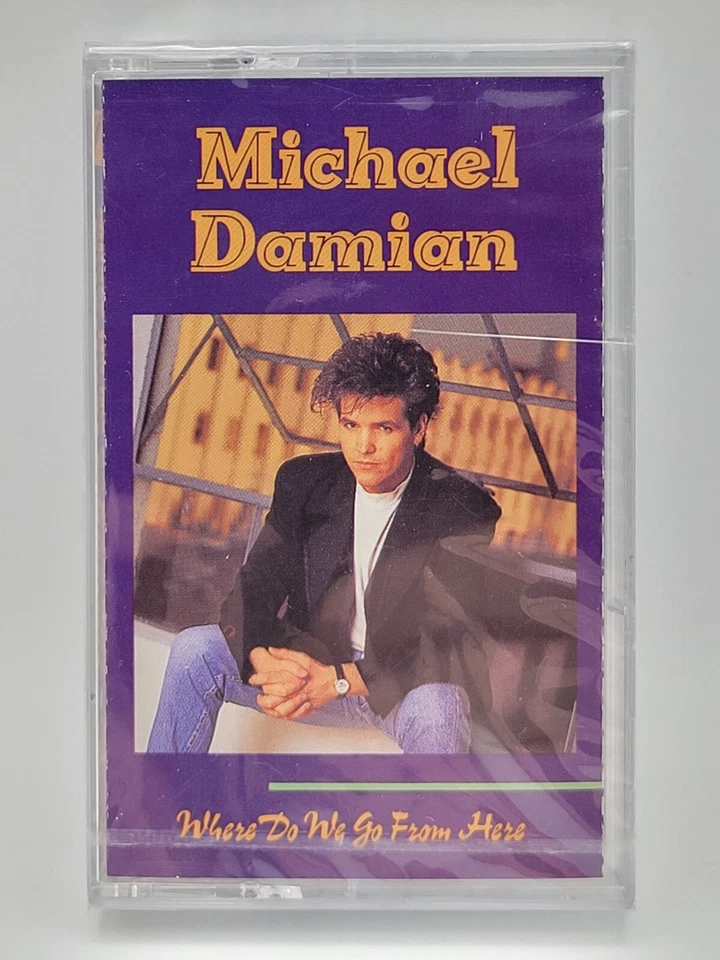 Michael
Damian
Where Do We Go From Here